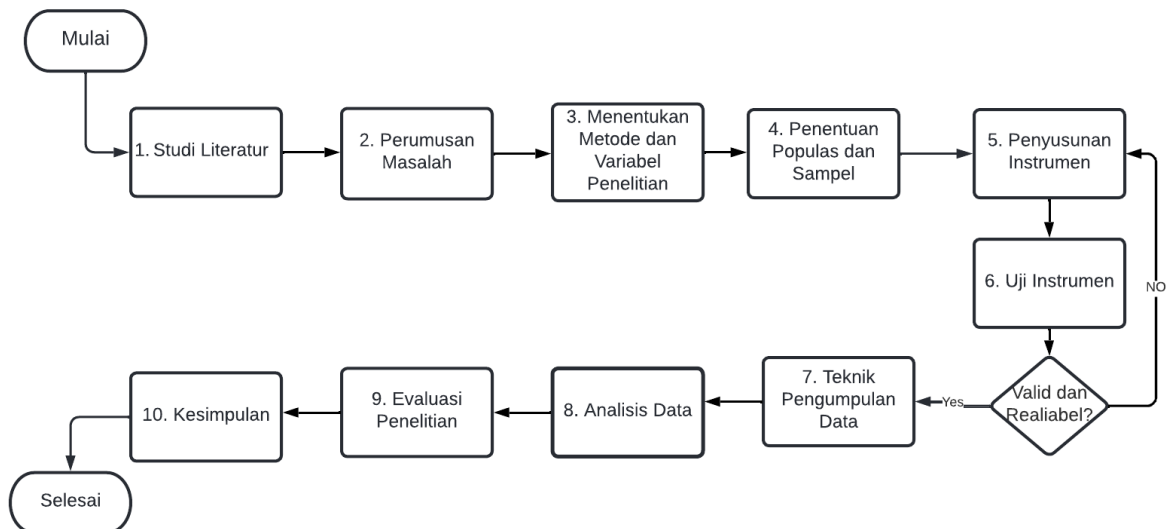 Mulai
1. Studi Literatur
2. Perumusan
Masalah
3. Menentukan
Metode dan
Variabel
Penelitian
4. Penentuan
Populas dan
Sampel
5. Penyusunan
Instrumen
6. Uji Instrumen
NO
Valid dan
Realiabel?
Yes
7. Teknik
Pengumpulan
Data
8. Analisis Data
9. Evaluasi
Penelitian
10. Kesimpulan
Selesai